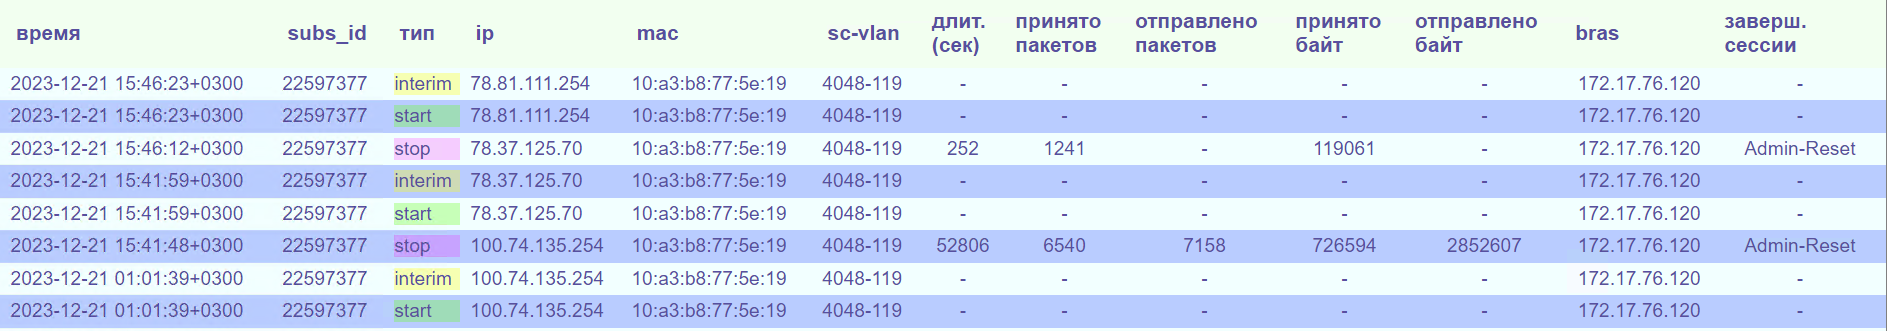 время subs_id тип ip mac sc-vlan длит. (сек) принято пакетов отправлено пакетов принято байт отправлено байт bras заверш. сессии
2023-12-21 15:46:23+0300 22597377 interim 78.81.111.254 10:a3:b8:77:5e:19 4048-119 - - - - - 172.17.76.120 -
2023-12-21 15:46:23+0300 22597377 start 78.81.111.254 10:a3:b8:77:5e:19 4048-119 - - - - - 172.17.76.120 -
2023-12-21 15:46:12+0300 22597377 stop 78.37.125.70 10:a3:b8:77:5e:19 4048-119 252 1241 - 119061 - 172.17.76.120 Admin-Reset
2023-12-21 15:41:59+0300 22597377 interim 78.37.125.70 10:a3:b8:77:5e:19 4048-119 - - - - - 172.17.76.120 -
2023-12-21 15:41:59+0300 22597377 start 78.37.125.70 10:a3:b8:77:5e:19 4048-119 - - - - - 172.17.76.120 -
2023-12-21 15:41:48+0300 22597377 stop 100.74.135.254 10:a3:b8:77:5e:19 4048-119 52806 6540 7158 726594 2852607 172.17.76.120 Admin-Reset
2023-12-21 01:01:39+0300 22597377 interim 100.74.135.254 10:a3:b8:77:5e:19 4048-119 - - - - - 172.17.76.120 -
2023-12-21 01:01:39+0300 22597377 start 100.74.135.254 10:a3:b8:77:5e:19 4048-119 - - - - - 172.17.76.120 -